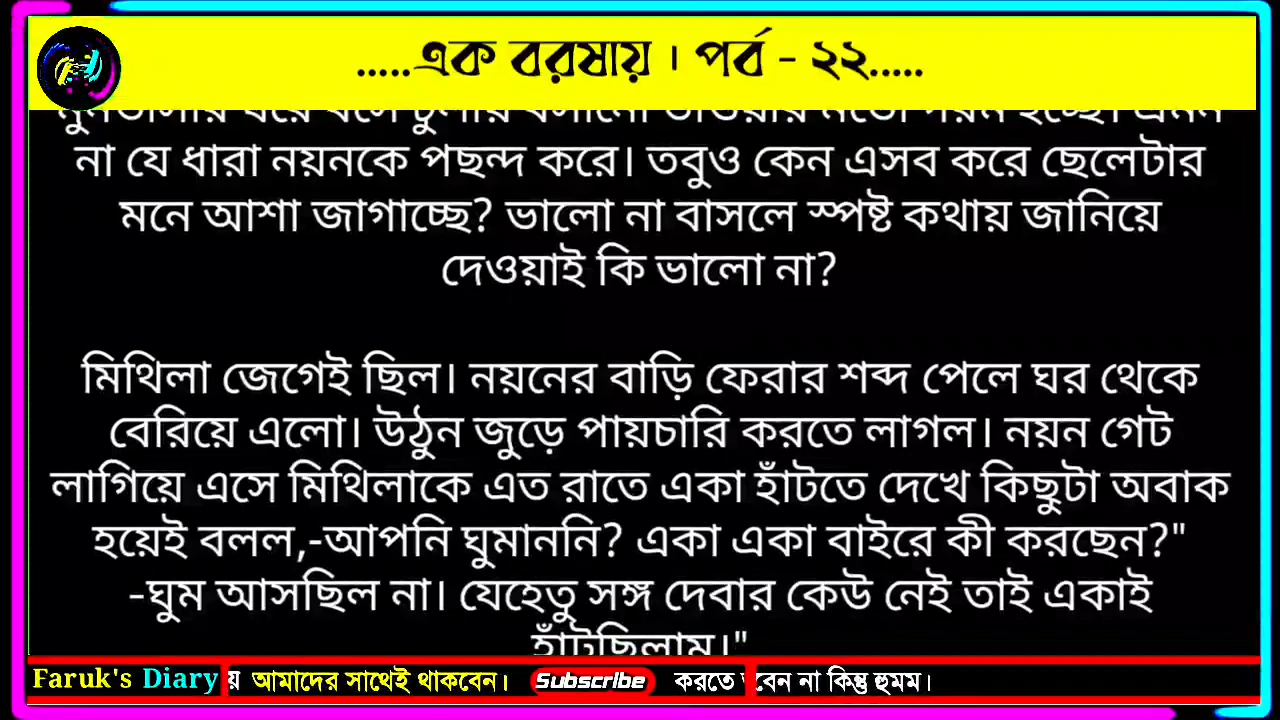 .....এক বরষায় । পর্ব - ২২.....
না যে ধারা নয়নকে পছন্দ করে। তবুও কেন এসব করে ছেলেটার
মনে আশা জাগাচ্ছে? ভালো না বাসলে স্পষ্ট কথায় জানিয়ে
দেওয়াই কি ভালো না?
মিথিলা জেগেই ছিল। নয়নের বাড়ি ফেরার শব্দ পেলে ঘর থেকে
বেরিয়ে এলো। উঠুন জুড়ে পায়চারি করতে লাগল। নয়ন গেট
লাগিয়ে এসে মিথিলাকে এত রাতে একা হাঁটতে দেখে কিছুটা অবাক
হয়েই বলল,-আপনি ঘুমাননি? একা একা বাইরে কী করছেন?"
-ঘুম আসছিল না। যেহেতু সঙ্গ দেবার কেউ নেই তাই একাই
হাঁটছিলাম।"
Faruk's Diary য় আমাদের সাথেই থাকবেন। Subscribe করতে বেন না কিন্তু হুমম।